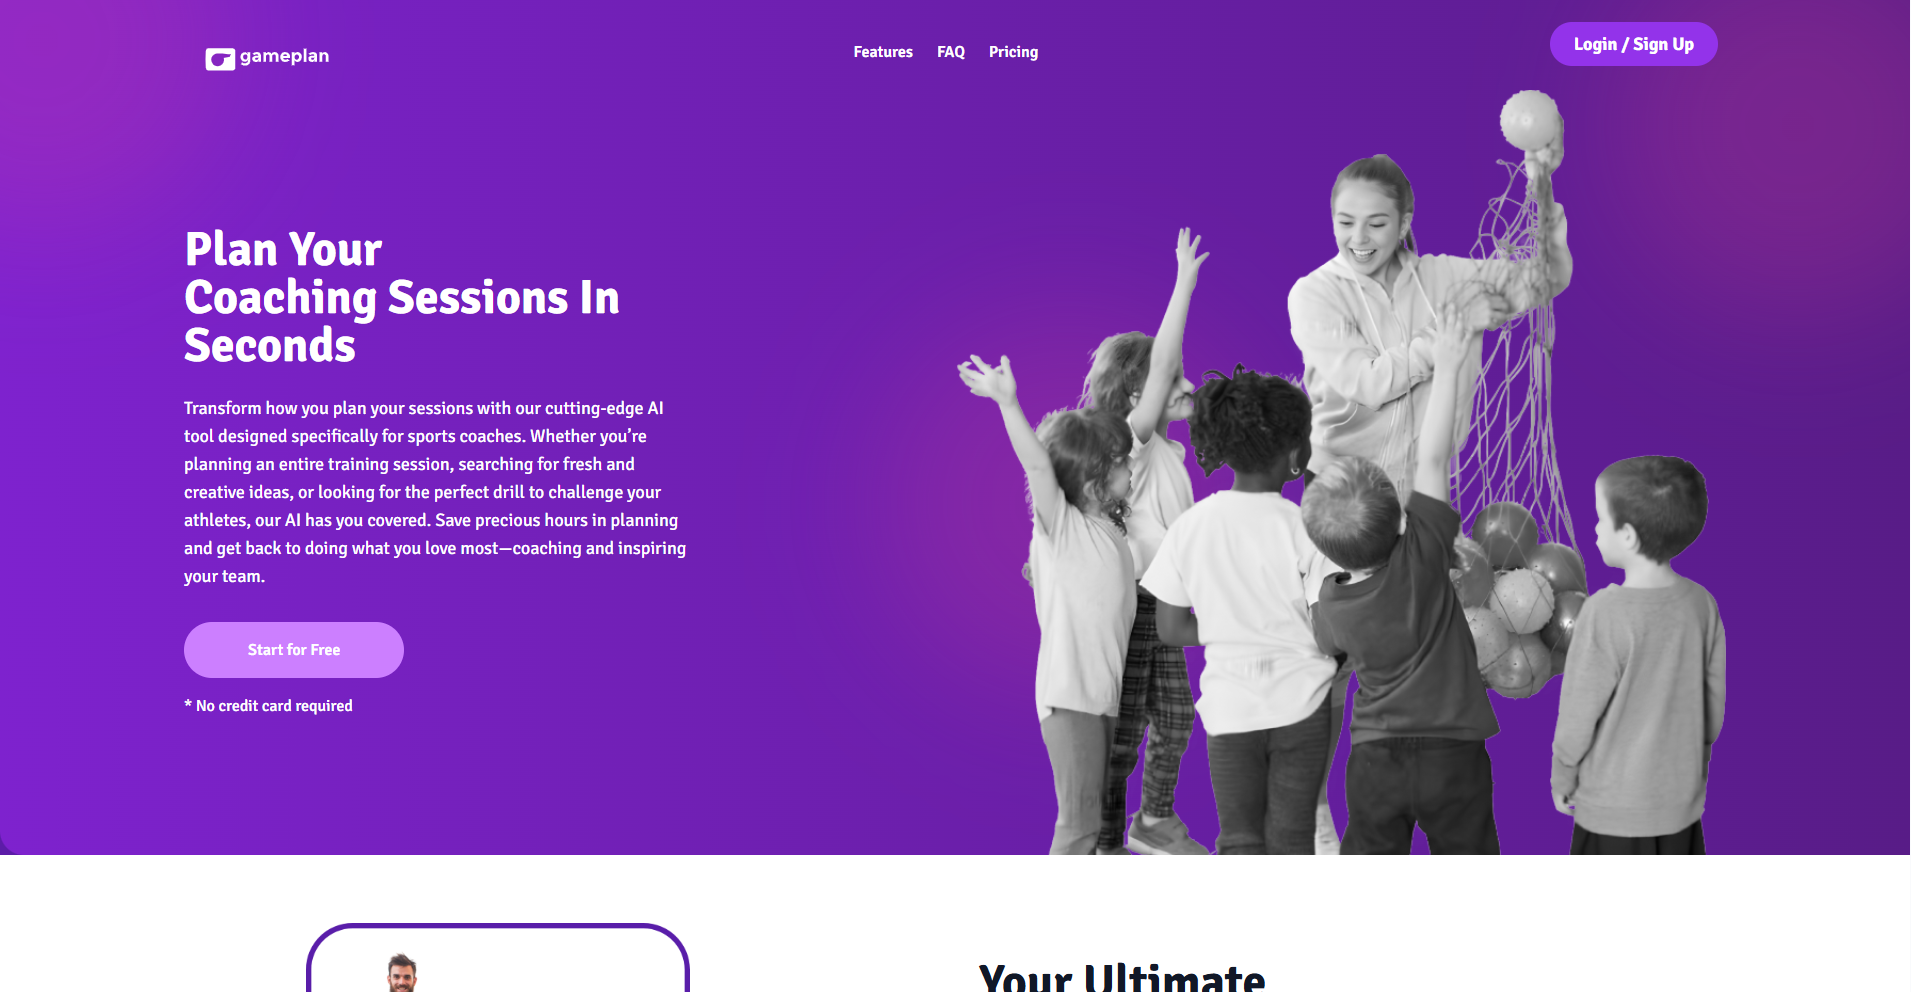 gameplan
Features
FAQ
Pricing
Login / Sign Up
Plan Your
Coaching Sessions In
Seconds
Transform how you plan your sessions with our cutting-edge AI
tool designed specifically for sports coaches. Whether you’re
planning an entire training session, searching for fresh and
creative ideas, or looking for the perfect drill to challenge your
athletes, our AI has you covered. Save precious hours in planning
and get back to doing what you love most—coaching and inspiring
your team.
Start for Free
* No credit card required
Your Ultimate